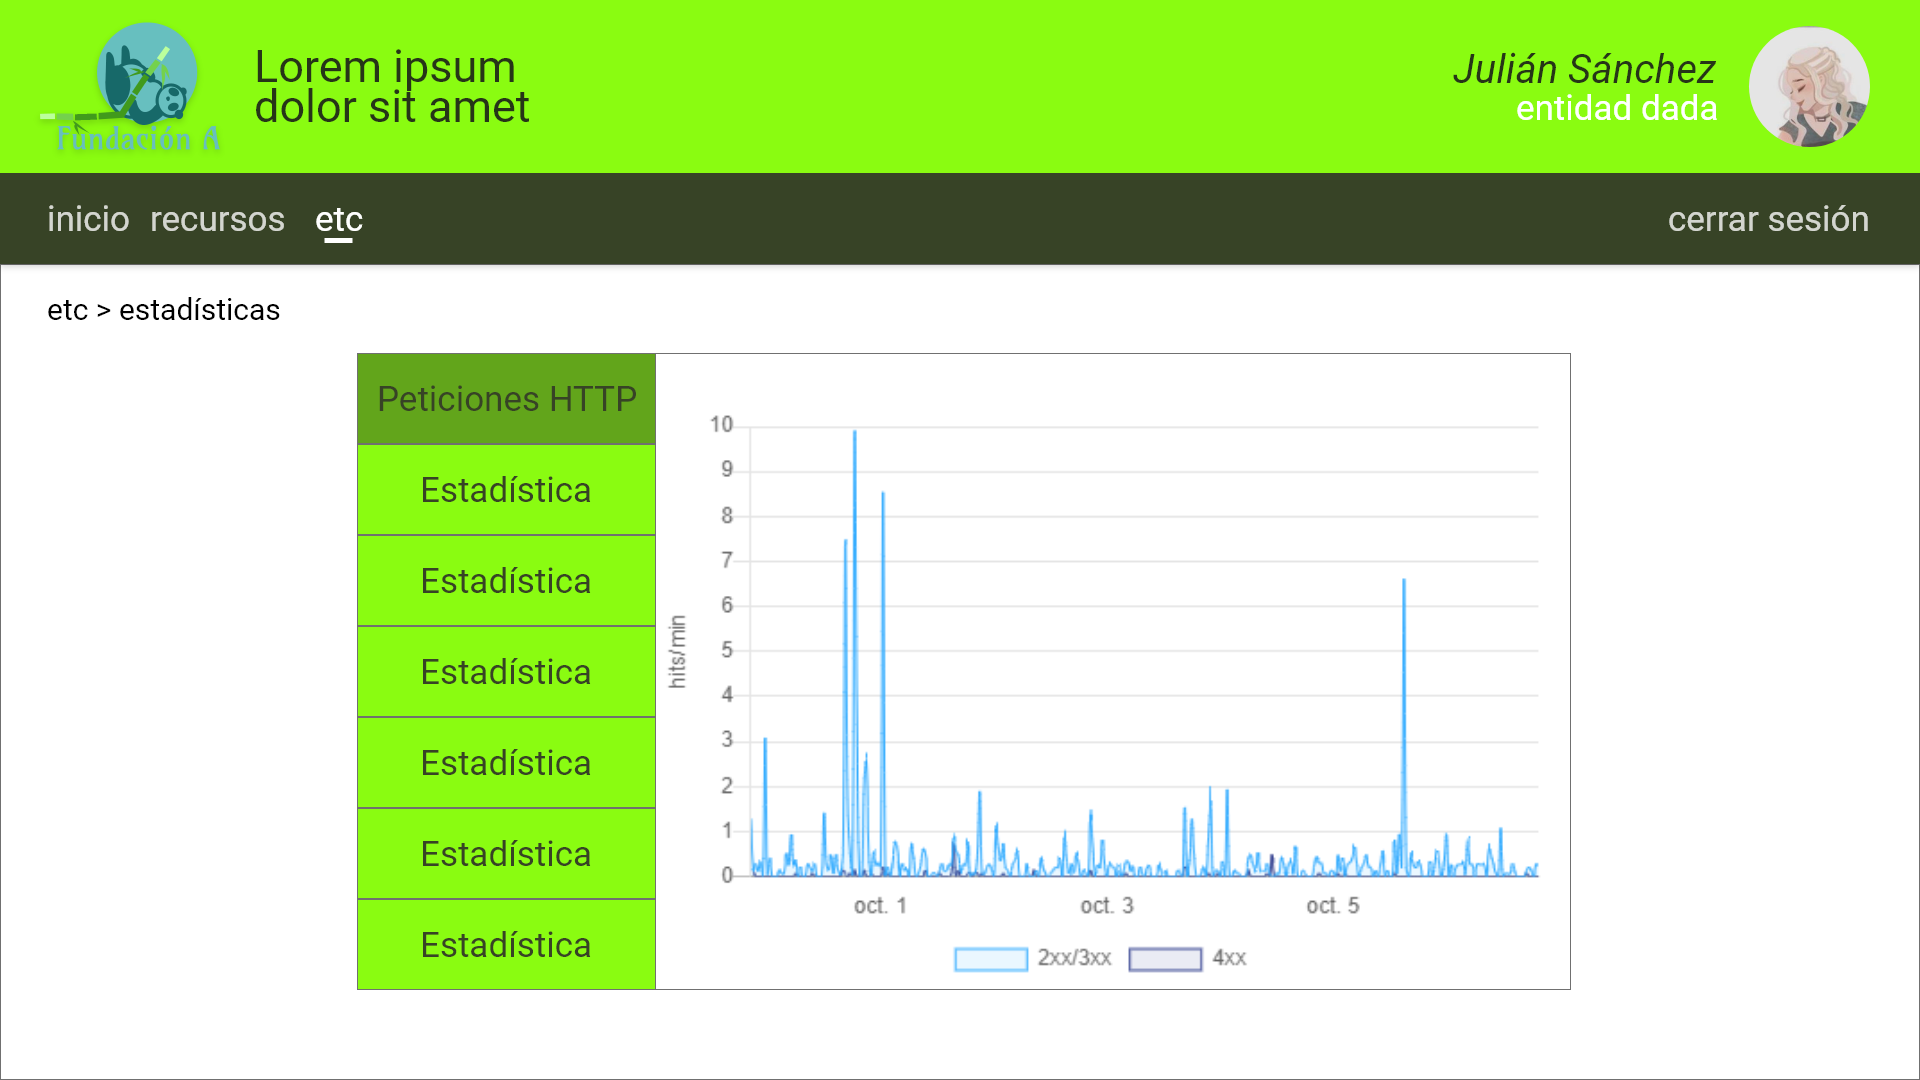 Fundación A
Lorem ipsum
dolor sit amet
Julián Sánchez
entidad dada
inicio recursos etc
cerrar sesión
etc > estadísticas
Peticiones HTTP
Estadística
Estadística
Estadística
Estadística
Estadística
Estadística
hits/min
10
9
8
7
6
5
4
3
2
1
0
oct. 1
oct. 3
oct. 5
2xx/3xx
4xx